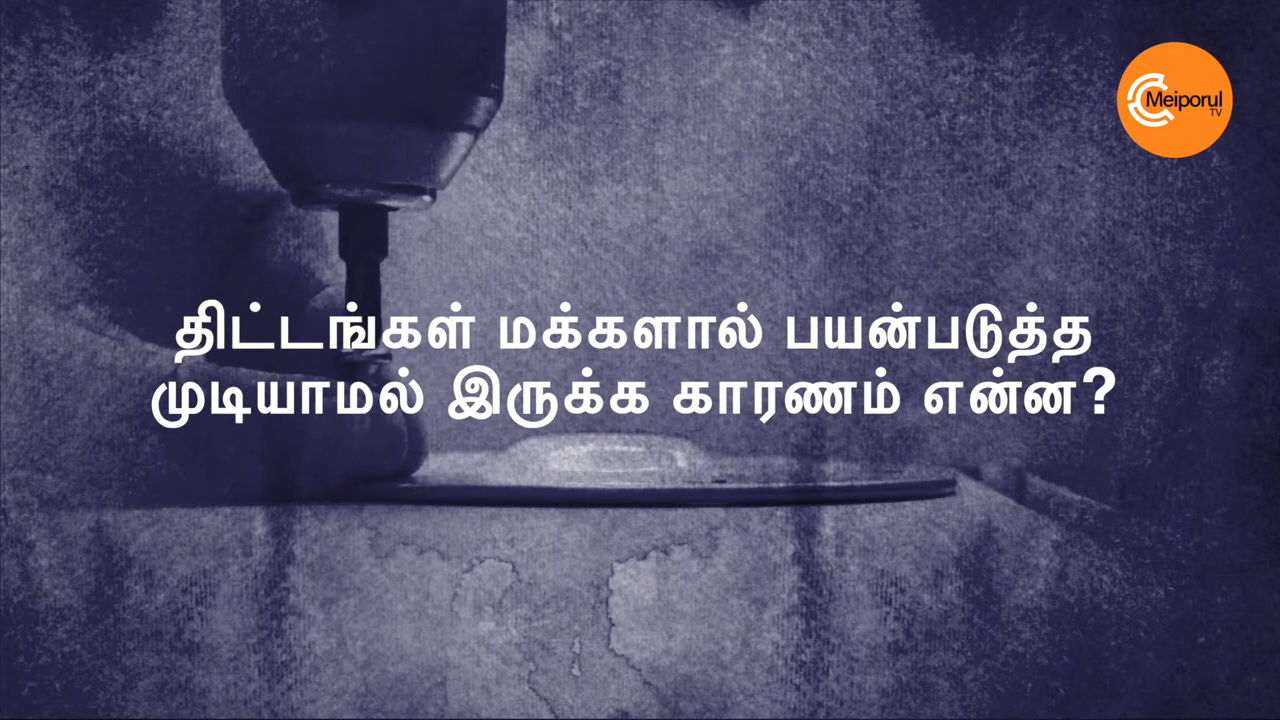 Meiporul
TV
திட்டங்கள் மக்களால் பயன்படுத்த
முடியாமல் இருக்க காரணம் என்ன?